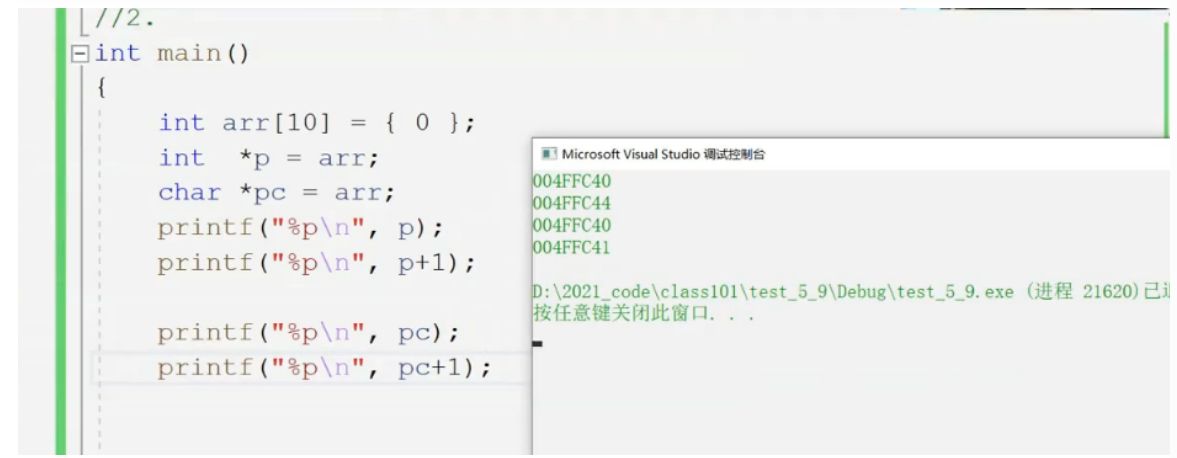 //2.
int main()
{
int arr[10] = { 0 };
int  *p = arr;
char *pc = arr;
printf("%p\n", p);
printf("%p\n", p+1);
printf("%p\n", pc);
printf("%p\n", pc+1);
Microsoft Visual Studio 调试控制台
004FFC40
004FFC44
004FFC40
004FFC41
D:\2021_code\class101\test_5_9\Debug\test_5_9.exe (进程 21620)已
按任意键关闭此窗口. . .